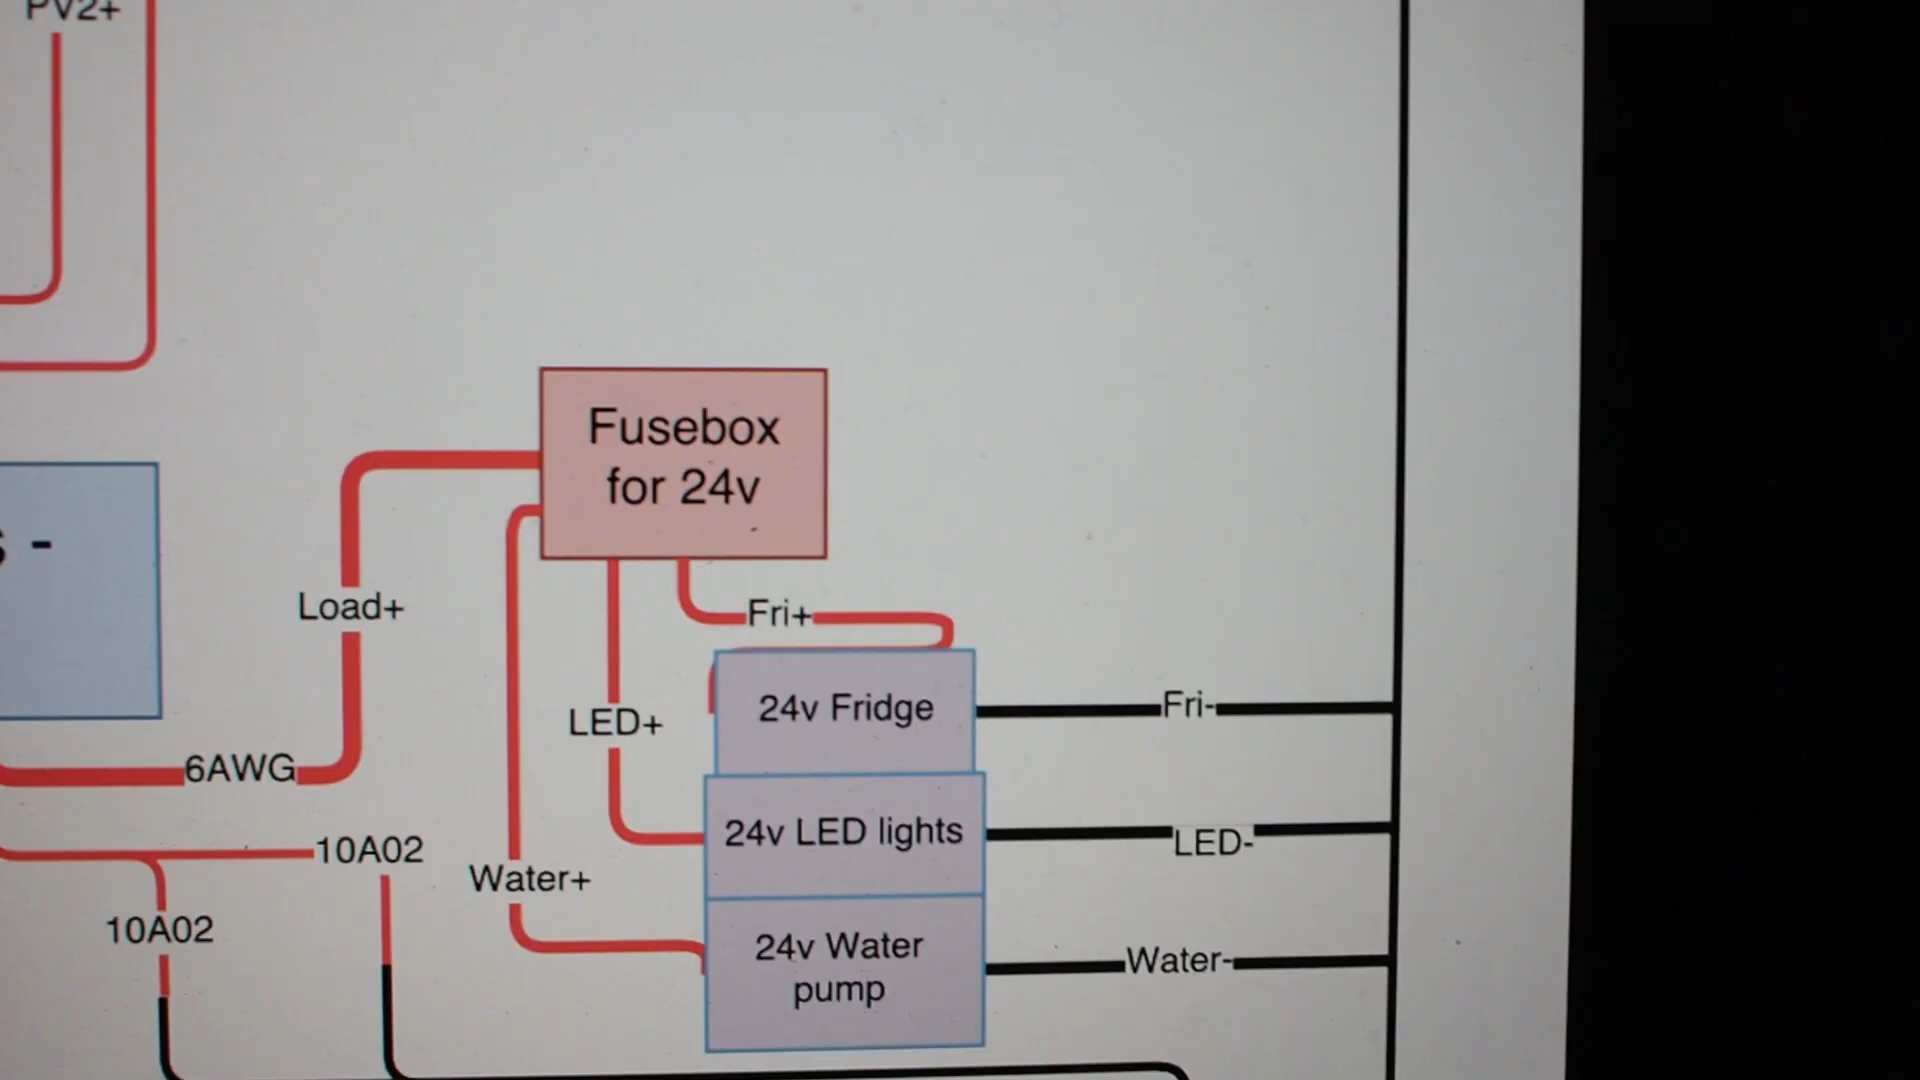 PV2+
Fusebox
for 24v
-
Load+
Fri+
24v Fridge
Fri-
LED+
6AWG
24v LED lights
LED-
10A02
Water+
10A02
24v Water
pump
Water-